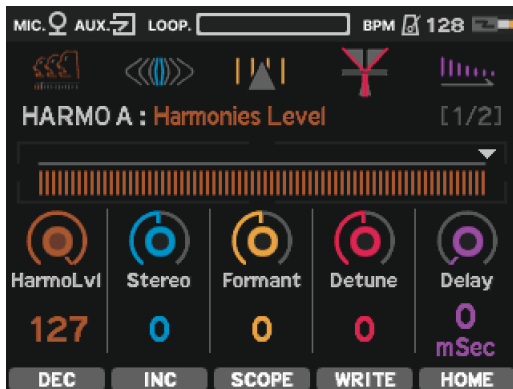 MIC. AUX. LOOP. BPM 128
HARMO A : Harmonies Level [1/2]
HarmoLvl Stereo Formant Detune Delay
127 0 0 0 0
mSec
DEC INC SCOPE WRITE HOME